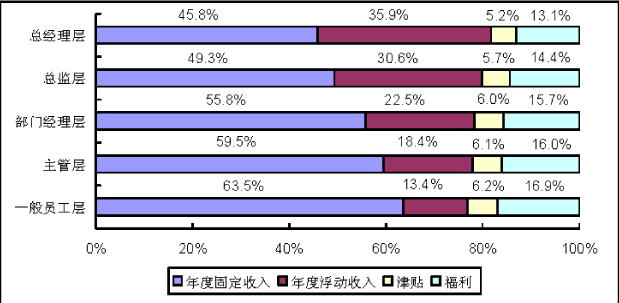 45.8% 35.9% 5.2% 13.1%
总经理层
49.3% 30.6% 5.7% 14.4%
总监层
55.8% 22.5% 6.0% 15.7%
部门经理层
59.5% 18.4% 6.1% 16.0%
主管层
63.5% 13.4% 6.2% 16.9%
一般员工层
0% 20% 40% 60% 80% 100%
年度固定收入 年度浮动收入 津贴 福利